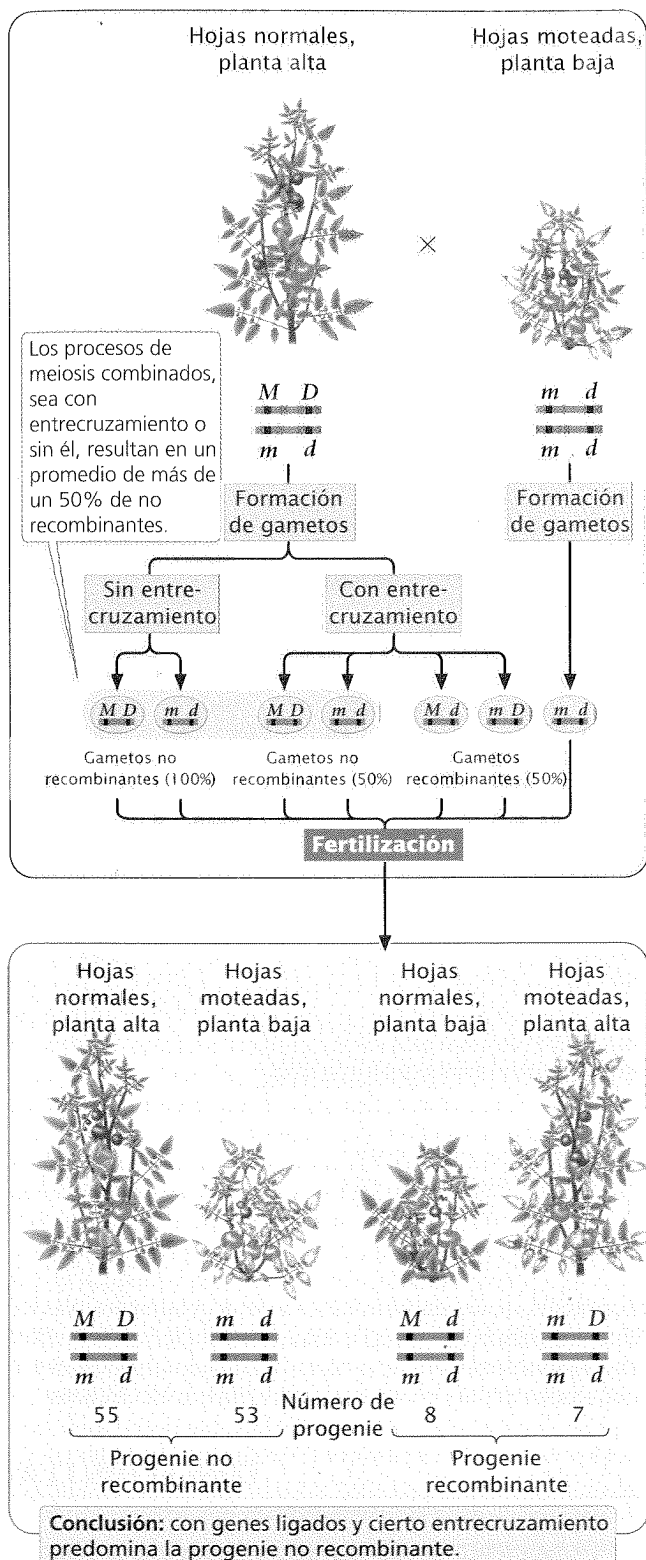 Hojas normales,
planta alta
Hojas moteadas,
planta baja
×
Los procesos de
meiosis combinados,
sea con
entrecruzamiento o
sin él, resultan en un
promedio de más de
un 50% de no
recombinantes.
M D
m d
m d
m d
Formación
de gametos
Formación
de gametos
Sin entre-
cruzamiento
Con entre-
cruzamiento
M D
m d
M D
m d
M d
m D
m d
Gametos no
recombinantes (100%)
Gametos no
recombinantes (50%)
Gametos
recombinantes (50%)
Fertilización
Hojas
normales,
planta alta
Hojas
moteadas,
planta baja
Hojas
normales,
planta baja
Hojas
moteadas,
planta alta
M D
m d
m d
m d
M d
m d
m D
m d
55
53
Número de
progenie
8
7
Progenie no
recombinante
Progenie
recombinante
Conclusión: con genes ligados y cierto entrecruzamiento
predomina la progenie no recombinante.